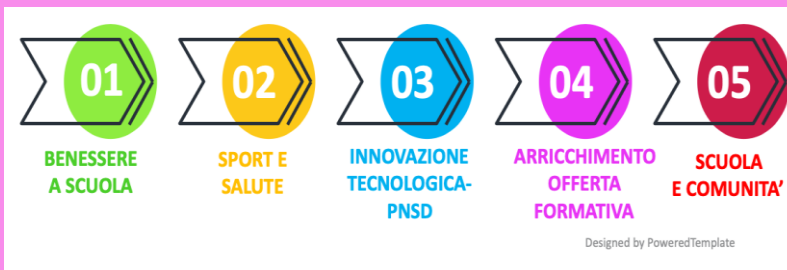 01
02
03
04
05
BENESSERE
A SCUOLA
SPORT E
SALUTE
INNOVAZIONE
TECNOLOGICA-
PNSD
ARRICCHIMENTO
OFFERTA
FORMATIVA
SCUOLA
E COMUNITA’
Designed by PoweredTemplate